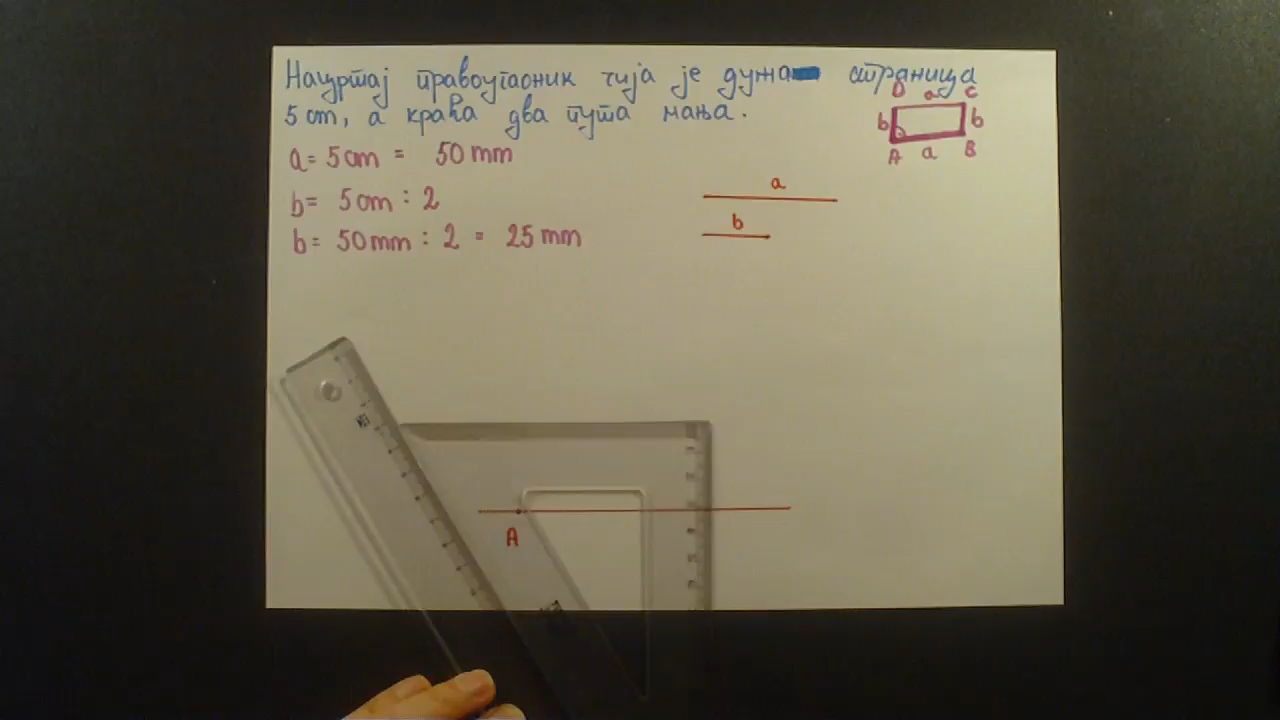 Нацртај правоугаоник чија је дужа страница
5 cm, а краћа два пута мања.
a = 5 cm = 50 mm
b = 5 cm : 2
b = 50 mm : 2 = 25 mm
D a C
b b
A a B
a
b
A